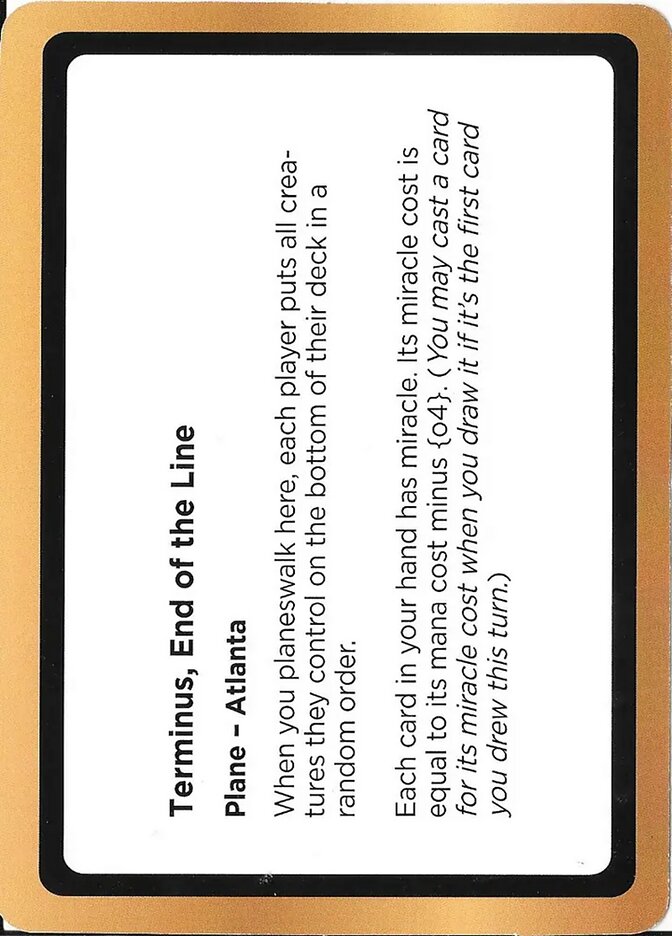 Terminus, End of the Line
Plane – Atlanta
When you planeswalk here, each player puts all crea-
tures they control on the bottom of their deck in a
random order.
Each card in your hand has miracle. Its miracle cost is
equal to its mana cost minus {o4}. (You may cast a card
for its miracle cost when you draw it if it's the first card
you drew this turn.)